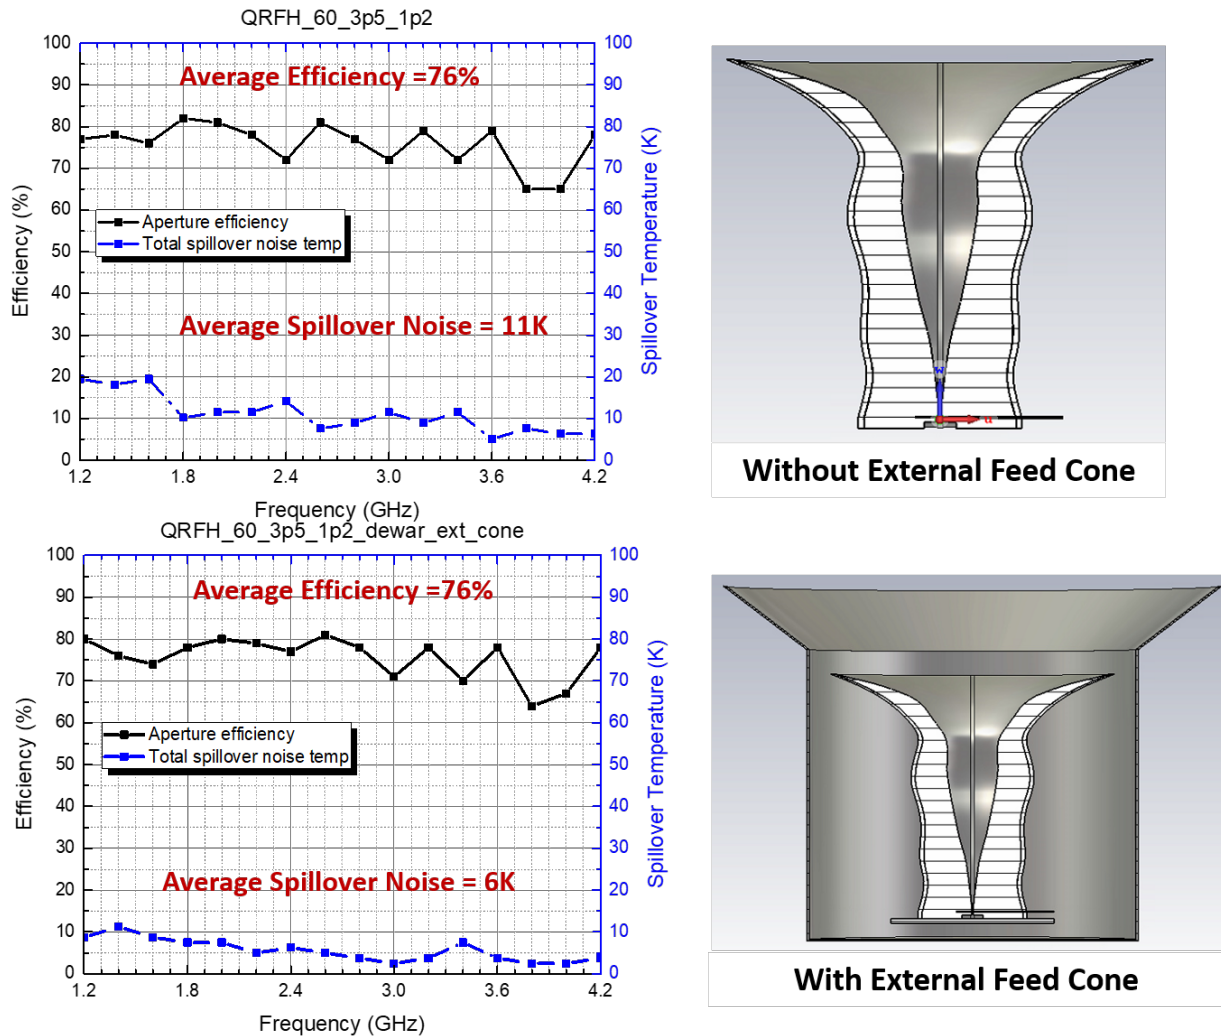 QRFH_60_3p5_1p2
Average Efficiency =76%
Aperture efficiency
Total spillover noise temp
Average Spillover Noise = 11K
Efficiency (%)
100
90
80
70
60
50
40
30
20
10
0
Spillover Temperature (K)
100
90
80
70
60
50
40
30
20
10
0
1.2 1.8 2.4 3.0 3.6 4.2
Frequency (GHz)
w
u
Without External Feed Cone
QRFH_60_3p5_1p2_dewar_ext_cone
Average Efficiency =76%
Aperture efficiency
Total spillover noise temp
Average Spillover Noise = 6K
Efficiency (%)
100
90
80
70
60
50
40
30
20
10
0
Spillover Temperature (K)
100
90
80
70
60
50
40
30
20
10
0
1.2 1.8 2.4 3.0 3.6 4.2
Frequency (GHz)
With External Feed Cone